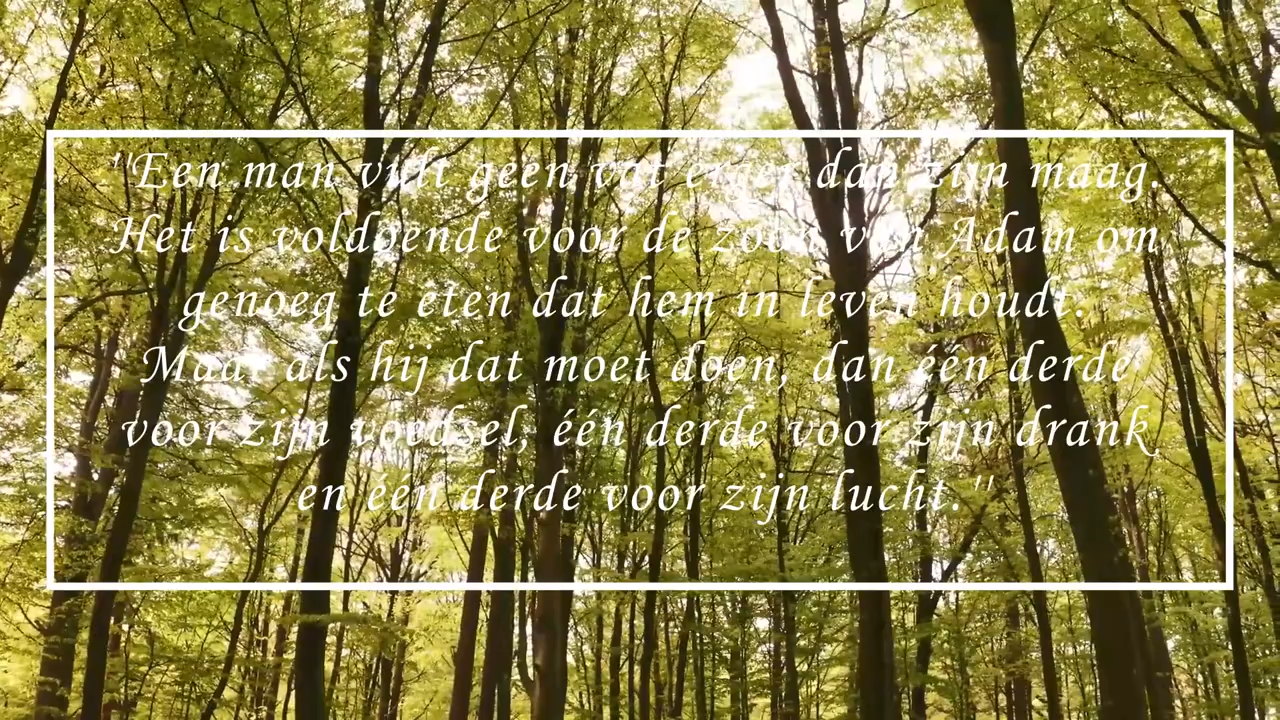 "Een man vult geen vat erger dan zijn maag.
Het is voldoende voor de zoon van Adam om
genoeg te eten dat hem in leven houdt.
Maar als hij dat moet doen, dan één derde
voor zijn voedsel, één derde voor zijn drank
en één derde voor zijn lucht."